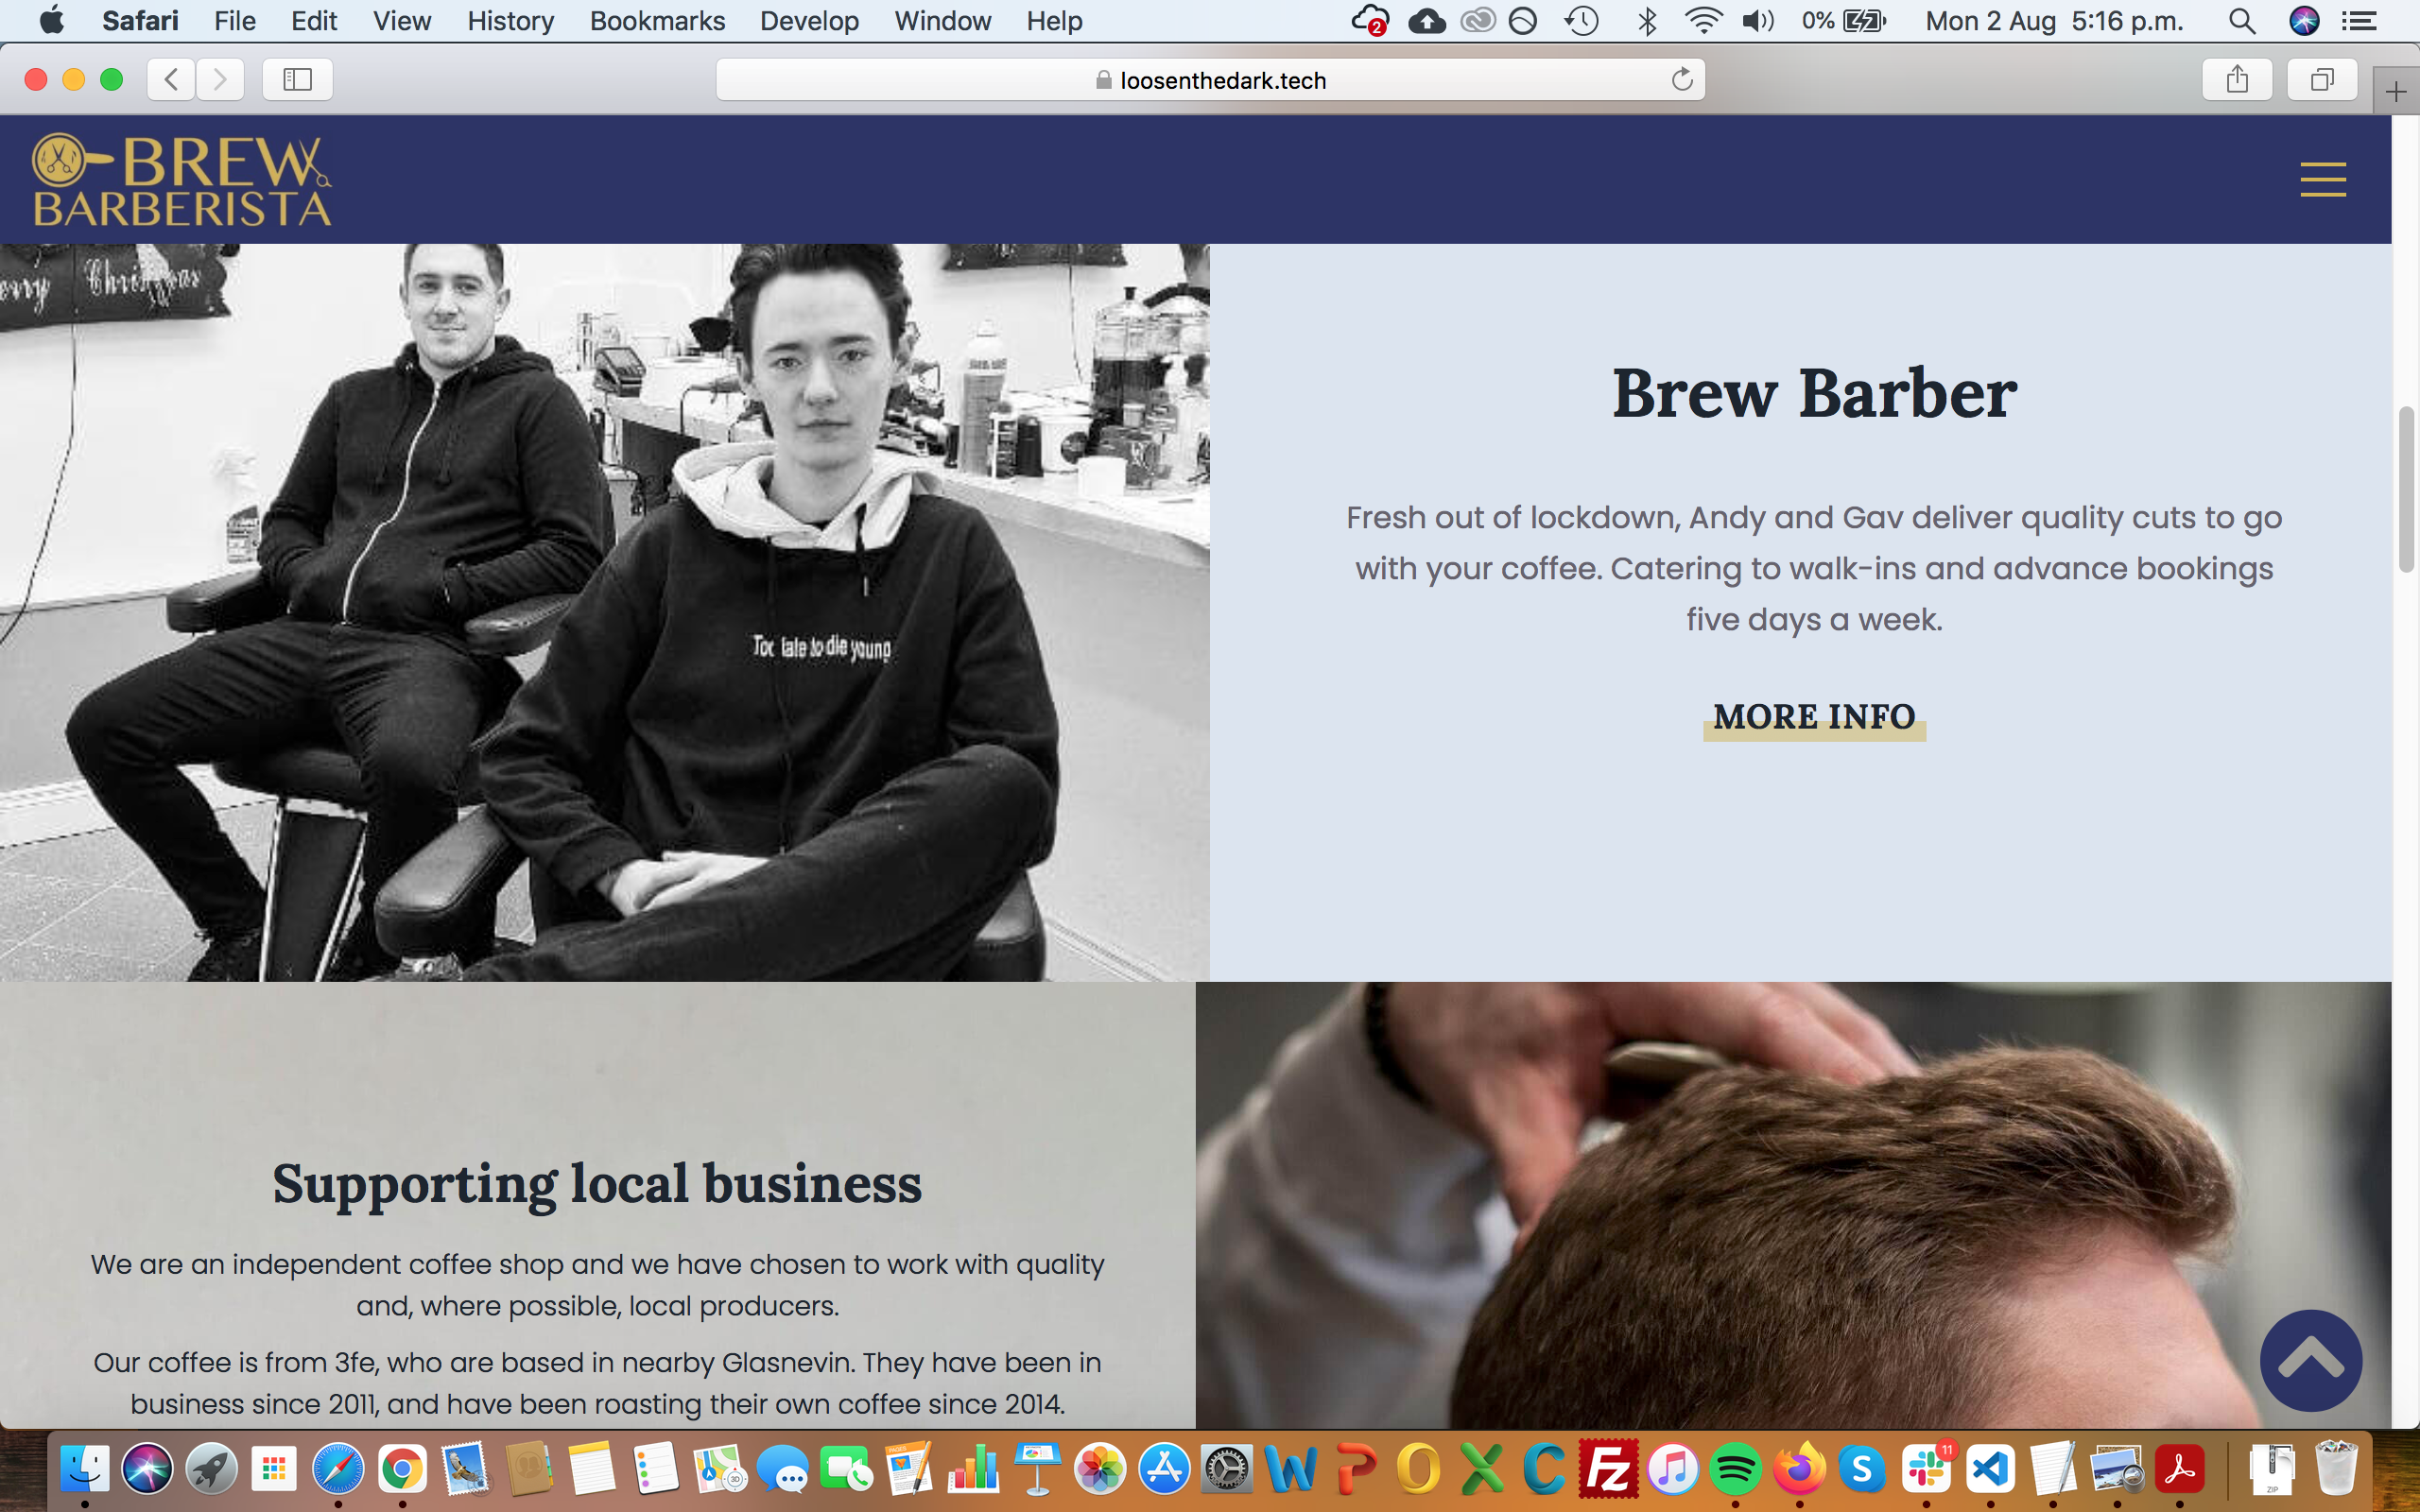 Safari File Edit View History Bookmarks Develop Window Help 2 0% Mon 2 Aug 5:16 p.m.
loosenthedark.tech
BREW
BARBERISTA
erry Christmas
Too late to die young
Brew Barber
Fresh out of lockdown, Andy and Gav deliver quality cuts to go
with your coffee. Catering to walk-ins and advance bookings
five days a week.
MORE INFO
Supporting local business
We are an independent coffee shop and we have chosen to work with quality
and, where possible, local producers.
Our coffee is from 3fe, who are based in nearby Glasnevin. They have been in
business since 2011, and have been roasting their own coffee since 2014.
3D
PAGES
W P O X C Fz S 11
ZIP